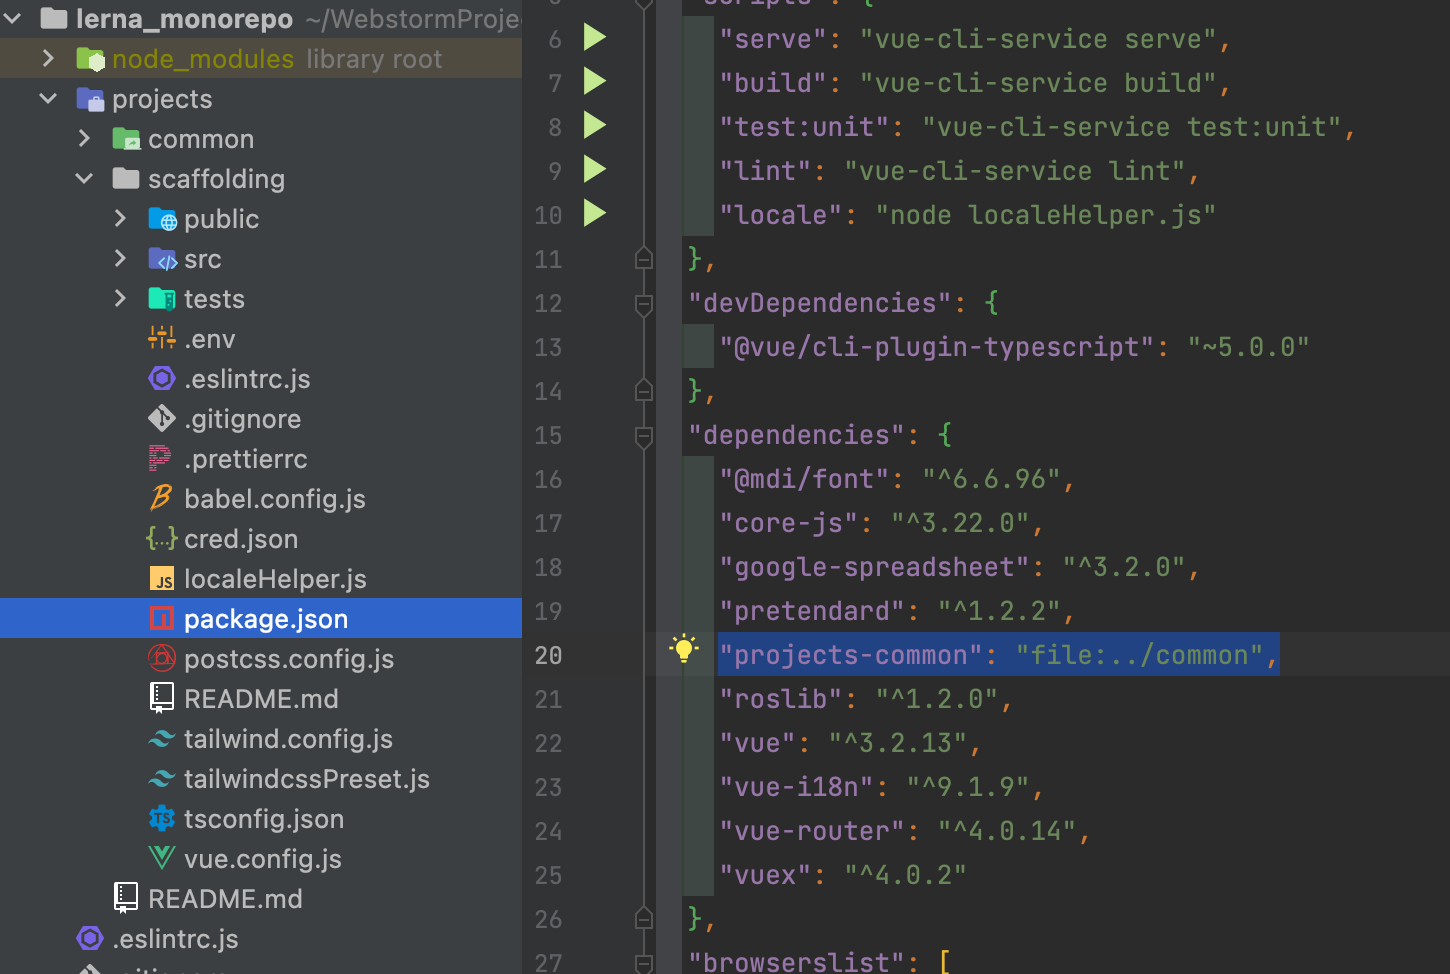 lerna_monorepo ~/WebstormProje
node_modules library root
projects
common
scaffolding
public
src
tests
.env
.eslintrc.js
.gitignore
.prettierrc
babel.config.js
cred.json
localeHelper.js
package.json
postcss.config.js
README.md
tailwind.config.js
tailwindcssPreset.js
tsconfig.json
vue.config.js
README.md
.eslintrc.js
6 "serve": "vue-cli-service serve",
7 "build": "vue-cli-service build",
8 "test:unit": "vue-cli-service test:unit",
9 "lint": "vue-cli-service lint",
10 "locale": "node localeHelper.js"
11 },
12 "devDependencies": {
13 "@vue/cli-plugin-typescript": "~5.0.0"
14 },
15 "dependencies": {
16 "@mdi/font": "^6.6.96",
17 "core-js": "^3.22.0",
18 "google-spreadsheet": "^3.2.0",
19 "pretendard": "^1.2.2",
20 "projects-common": "file:../common",
21 "roslib": "^1.2.0",
22 "vue": "^3.2.13",
23 "vue-i18n": "^9.1.9",
24 "vue-router": "^4.0.14",
25 "vuex": "^4.0.2"
26 },
27 "browserslist": [